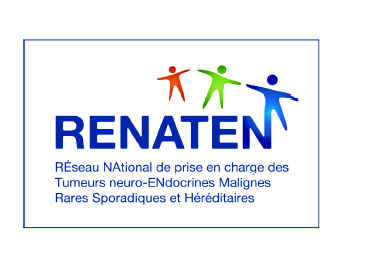 RENATEN
RÉseau NAtional de prise en charge des
Tumeurs neuro-ENdocrines Malignes
Rares Sporadiques et Héréditaires